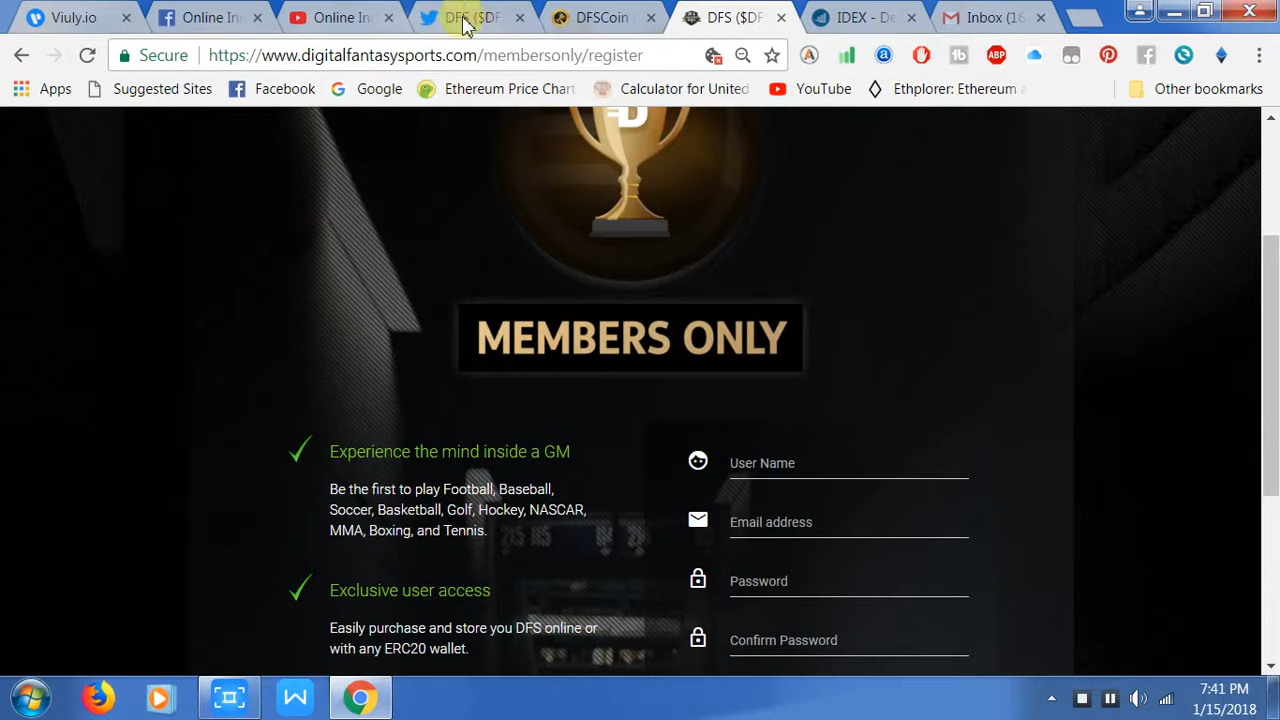 Viuly.io
Online In
Online In
DFS ($D
DFSCoin
DFS ($DF
IDEX - De
Inbox (16
Secure
https://www.digitalfantasysports.com/membersonly/register
Apps
Suggested Sites
Facebook
Google
Ethereum Price Chart
Calculator for United
YouTube
Ethplorer: Ethereum a
Other bookmarks
MEMBERS ONLY
Experience the mind inside a GM
Be the first to play Football, Baseball,
Soccer, Basketball, Golf, Hockey, NASCAR,
MMA, Boxing, and Tennis.
Exclusive user access
Easily purchase and store you DFS online or
with any ERC20 wallet.
User Name
Email address
Password
Confirm Password
7:41 PM
1/15/2018